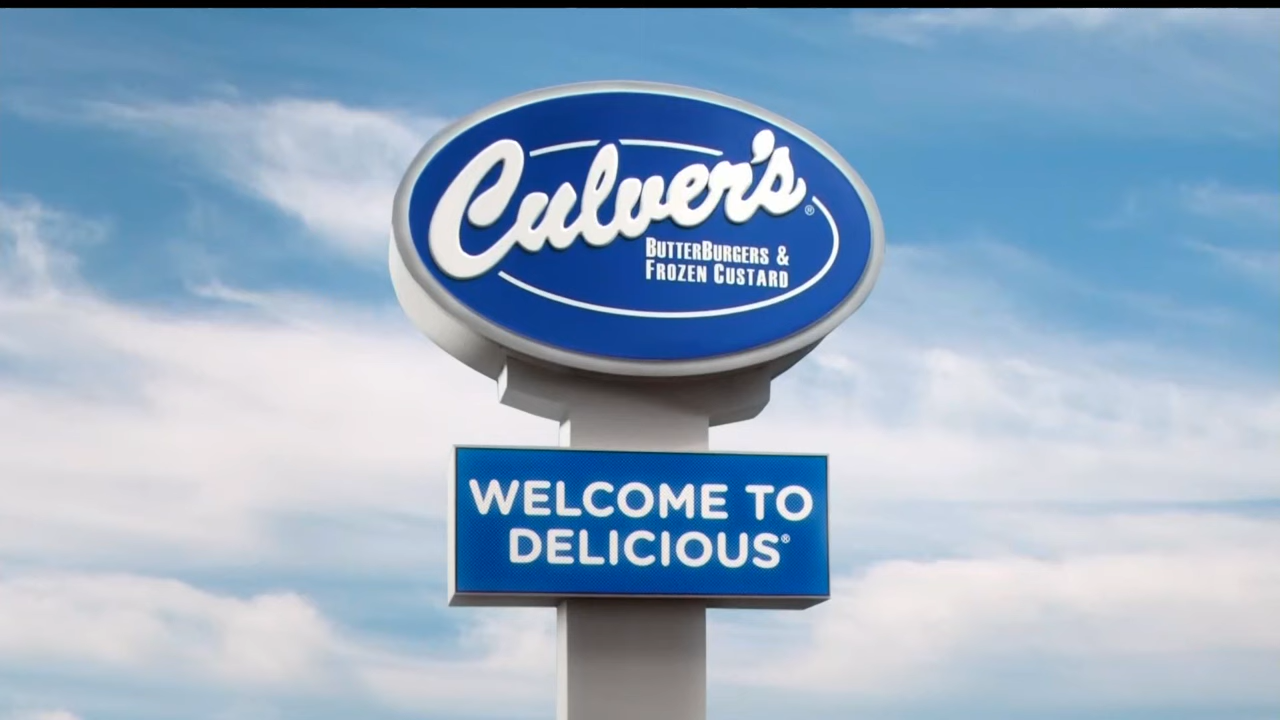 Culver's®
ButterBurgers &
Frozen Custard
WELCOME TO
DELICIOUS®